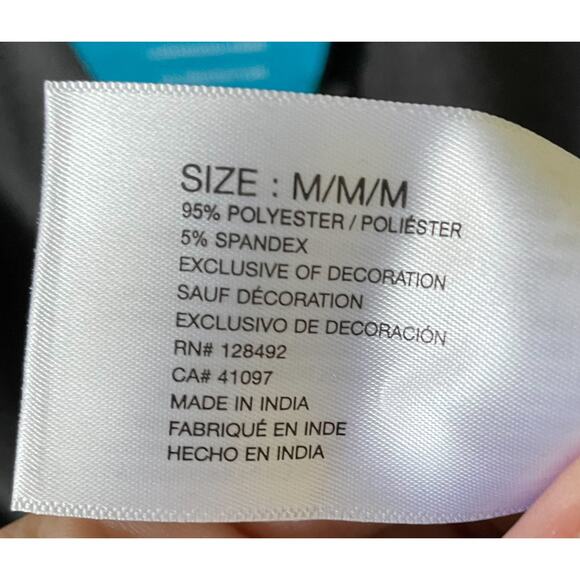 SIZE : M/M/M
95% POLYESTER / POLIÉSTER
5% SPANDEX
EXCLUSIVE OF DECORATION
SAUF DÉCORATION
EXCLUSIVO DE DECORACIÓN
RN# 128492
CA# 41097
MADE IN INDIA
FABRIQUÉ EN INDE
HECHO EN INDIA